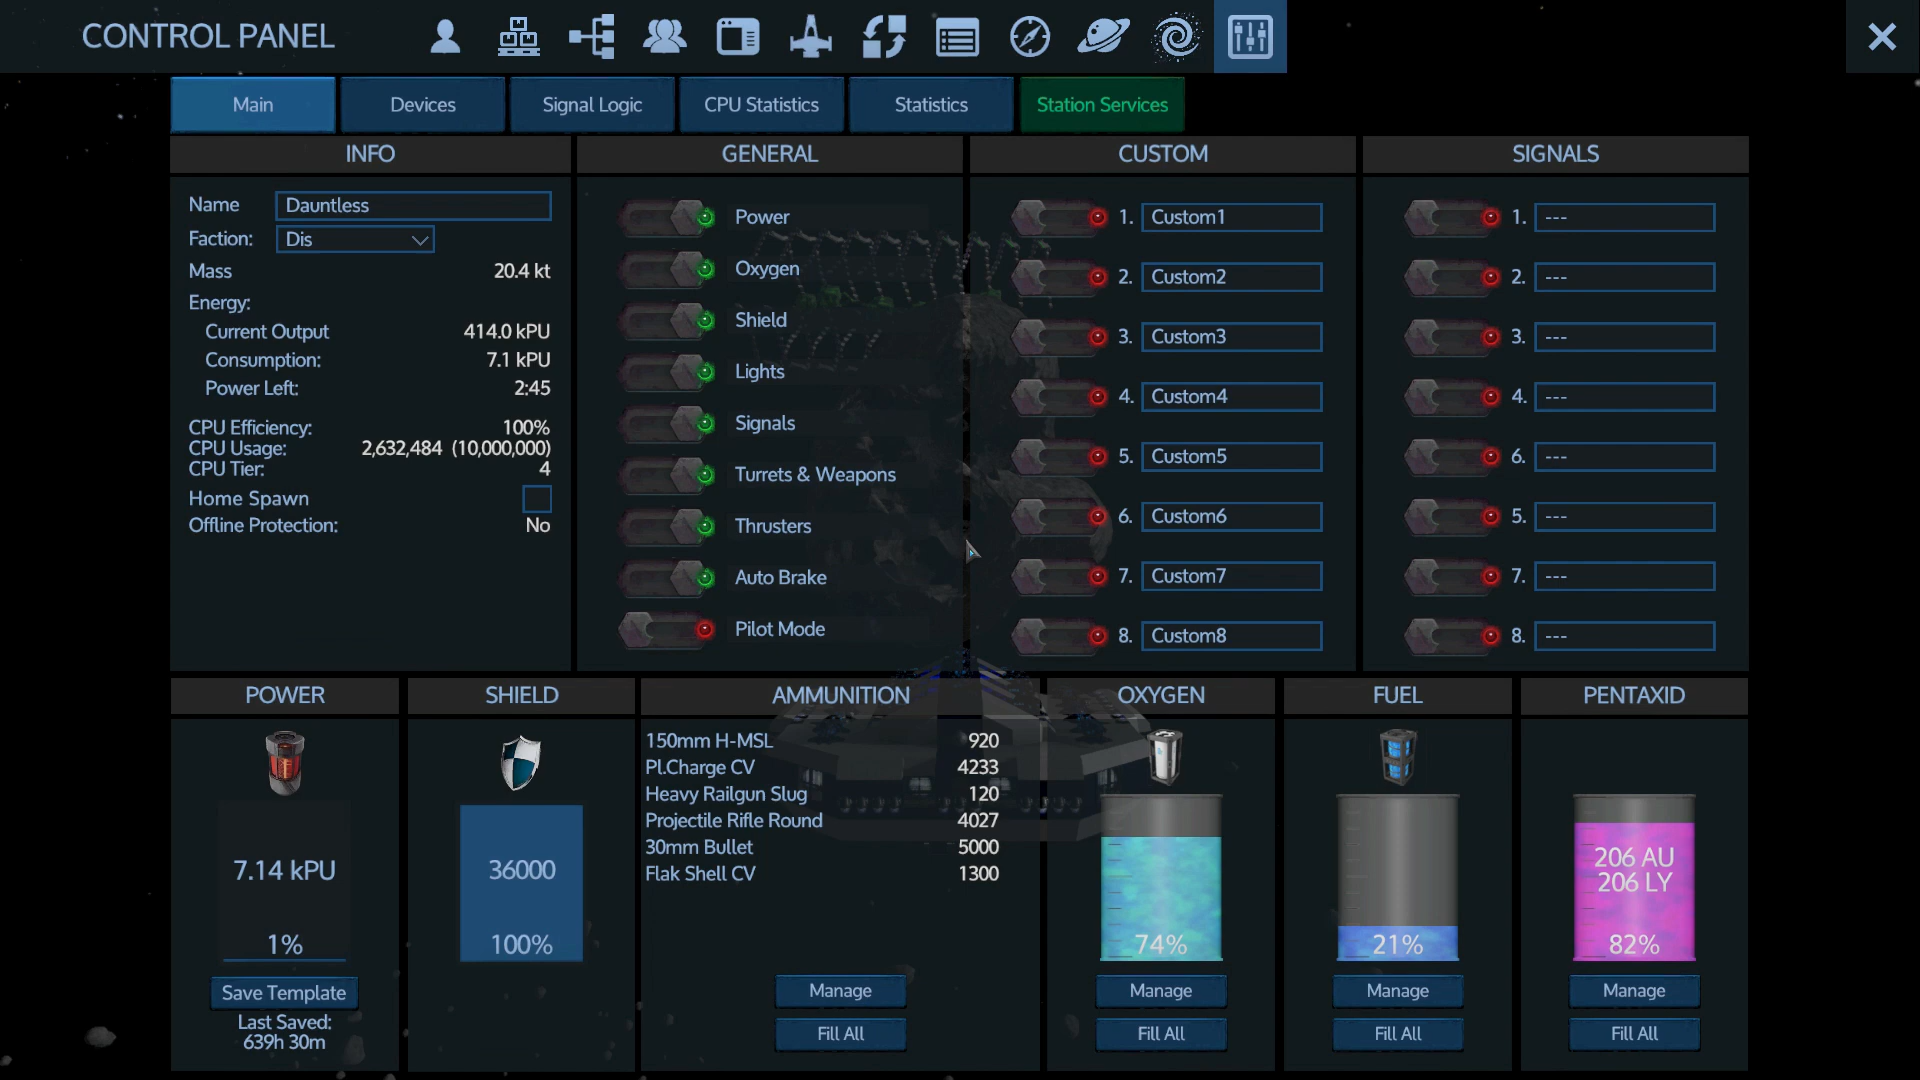 CONTROL PANEL
Main
Devices
Signal Logic
CPU Statistics
Statistics
Station Services
INFO
Name
Dauntless
Faction:
Dis
Mass
20.4 kt
Energy:
Current Output
414.0 kPU
Consumption:
7.1 kPU
Power Left:
2:45
CPU Efficiency:
100%
CPU Usage:
2,632,484 (10,000,000)
CPU Tier:
4
Home Spawn
Offline Protection:
No
GENERAL
Power
Oxygen
Shield
Lights
Signals
Turrets & Weapons
Thrusters
Auto Brake
Pilot Mode
CUSTOM
1. Custom1
2. Custom2
3. Custom3
4. Custom4
5. Custom5
6. Custom6
7. Custom7
8. Custom8
SIGNALS
1. ---
2. ---
3. ---
4. ---
6. ---
5. ---
7. ---
8. ---
POWER
7.14 kPU
1%
Save Template
Last Saved:
639h 30m
SHIELD
36000
100%
AMMUNITION
150mm H-MSL 920
Pl.Charge CV 4233
Heavy Railgun Slug 120
Projectile Rifle Round 4027
30mm Bullet 5000
Flak Shell CV 1300
Manage
Fill All
OXYGEN
74%
Manage
Fill All
FUEL
21%
Manage
Fill All
PENTAXID
206 AU
206 LY
82%
Manage
Fill All